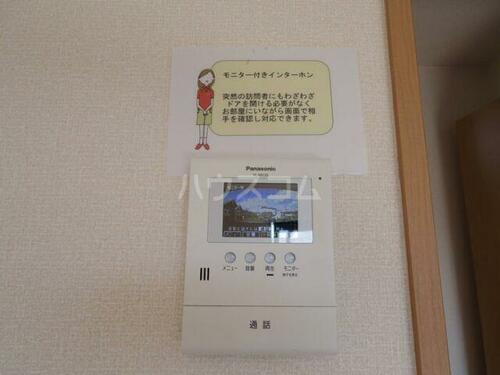 モニター付きインターホン
突然の訪問者にもわざわざ
ドアを開ける必要がなく
お部屋にいながら画面で相
手を確認し対応できます。
Panasonic
ハウスコム
メニュー 音量 再生 モニター
通話